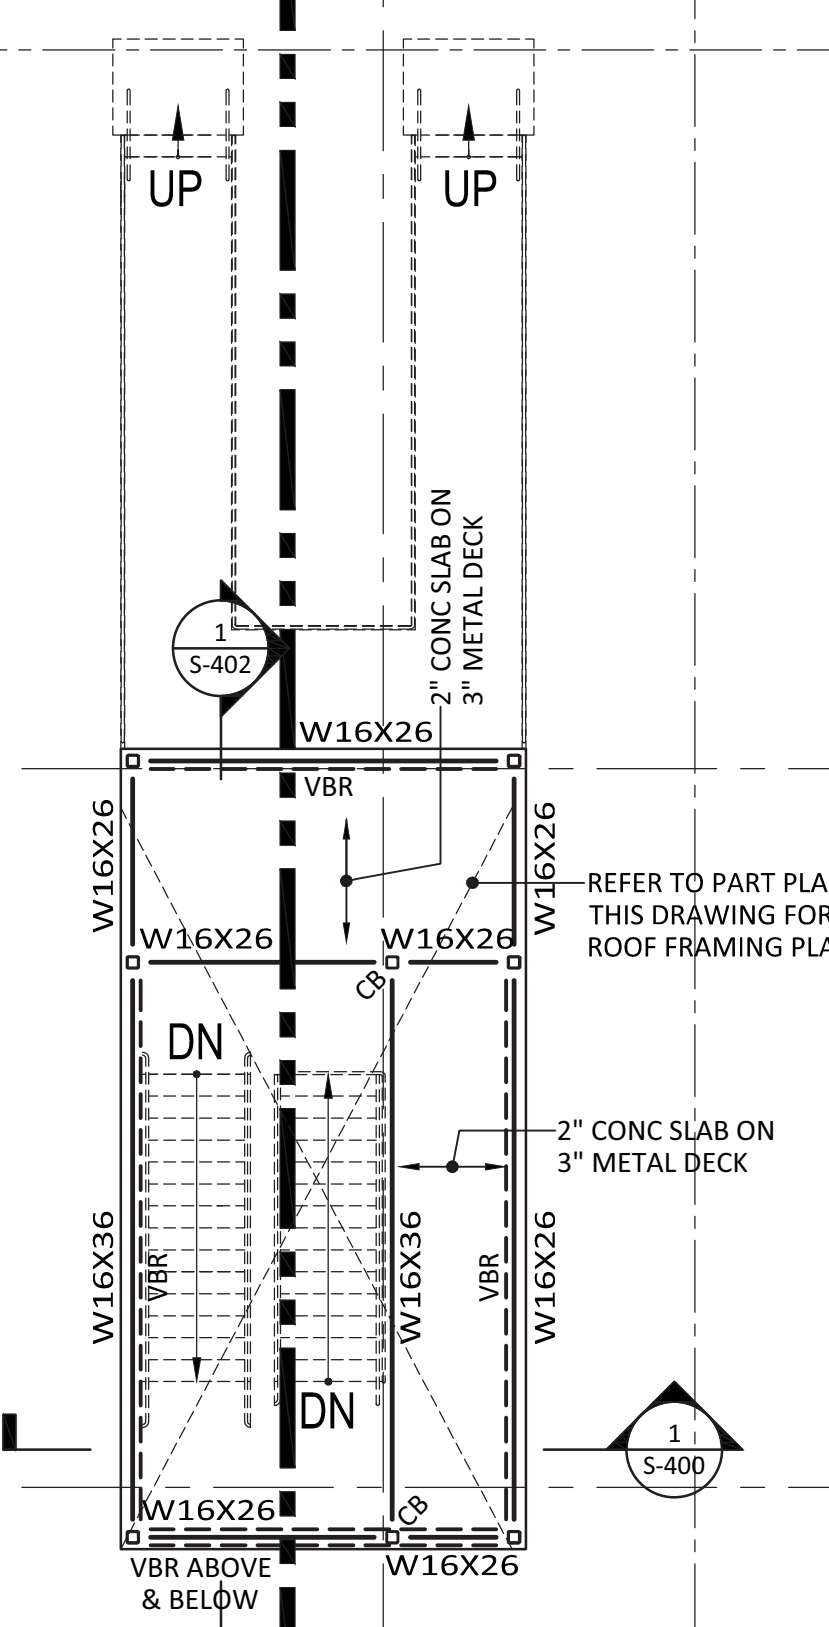 UP
UP
2" CONC SLAB ON
3" METAL DECK
1
S-402
W16X26
VBR
W16X26
W16X26
REFER TO PART PLA
THIS DRAWING FOR
ROOF FRAMING PLA
W16X26
W16X26
CB
DN
2" CONC SLAB ON
3" METAL DECK
W16X36
VBR
W16X36
VBR
W16X26
DN
1
S-400
W16X26
CB
VBR ABOVE
& BELOW
W16X26